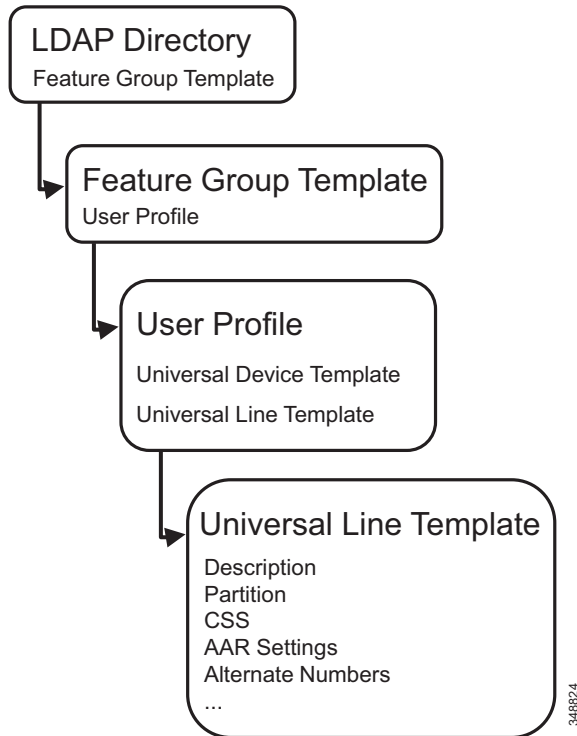 LDAP Directory
Feature Group Template
Feature Group Template
User Profile
User Profile
Universal Device Template
Universal Line Template
Universal Line Template
Description
Partition
CSS
AAR Settings
Alternate Numbers
...
348824